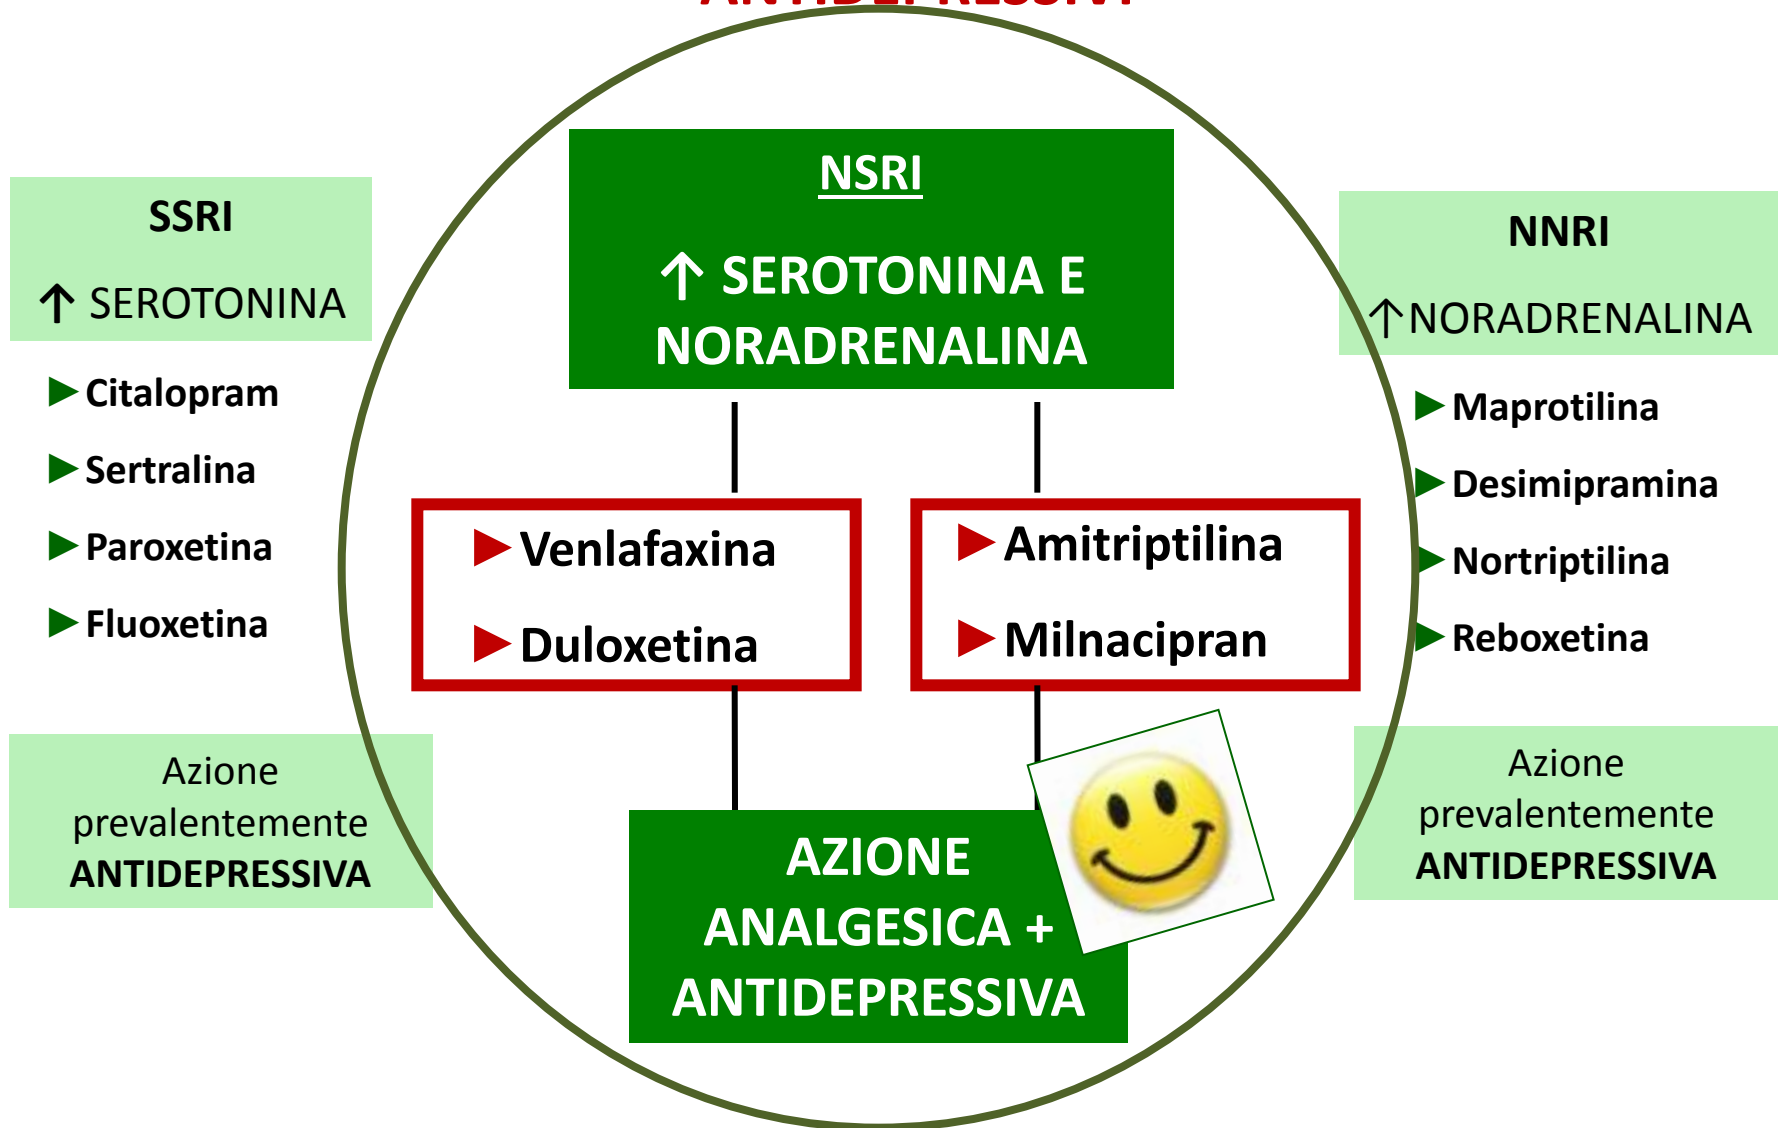 ANTIDEPRESSIVI
SSRI
↑ SEROTONINA
►Citalopram
►Sertralina
►Paroxetina
►Fluoxetina
Azione
prevalentemente
ANTIDEPRESSIVA
NSRI
↑ SEROTONINA E
NORADRENALINA
►Venlafaxina
►Duloxetina
►Amitriptilina
►Milnacipran
AZIONE
ANALGESICA +
ANTIDEPRESSIVA
NNRI
↑NORADRENALINA
►Maprotilina
►Desimipramina
►Nortriptilina
►Reboxetina
Azione
prevalentemente
ANTIDEPRESSIVA